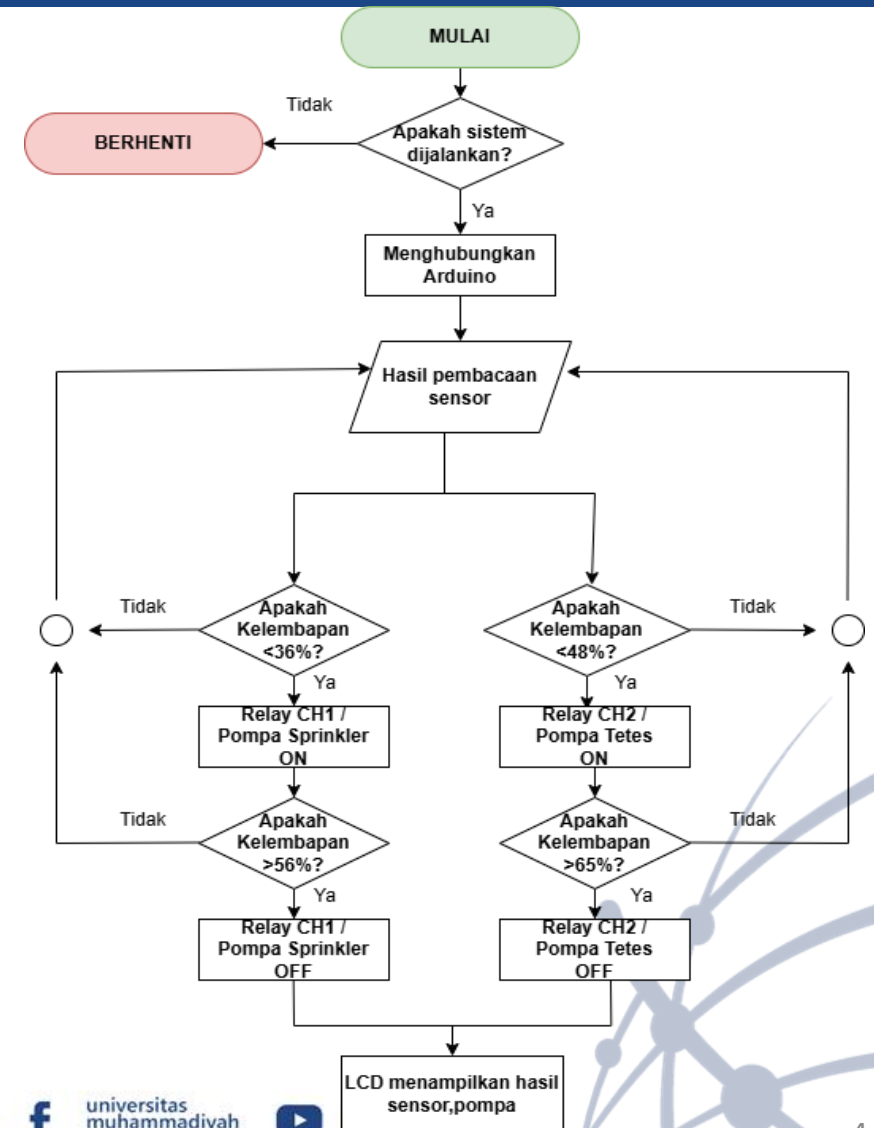 MULAI
Tidak
Apakah sistem
dijalankan?
BERHENTI
Ya
Menghubungkan
Arduino
Hasil pembacaan
sensor
Tidak
Apakah
Kelembapan
<36%?
Apakah
Kelembapan
<48%?
Tidak
Ya
Ya
Relay CH1 /
Pompa Sprinkler
ON
Relay CH2 /
Pompa Tetes
ON
Tidak
Apakah
Kelembapan
>56%?
Apakah
Kelembapan
>65%?
Tidak
Ya
Ya
Relay CH1 /
Pompa Sprinkler
OFF
Relay CH2 /
Pompa Tetes
OFF
LCD menampilkan hasil
sensor,pompa
f
universitas
muhammadiyah